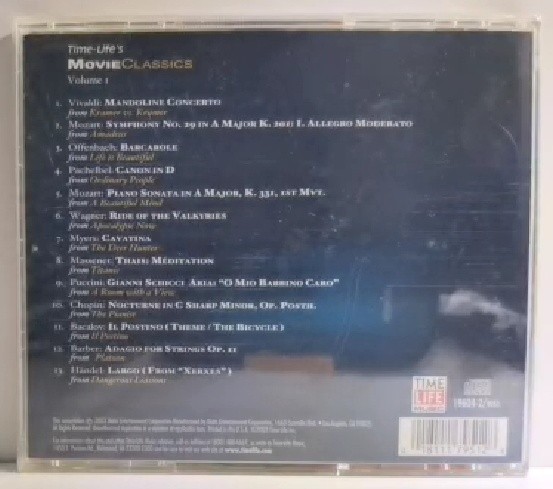 Time-Life's
MOVIECLASSICS
Volume 1
1. Vivaldi: MANDOLINE CONCERTO
from Kramer vs. Kramer
2. Mozart: SYMPHONY NO. 29 IN A MAJOR K. 201: I. ALLEGRO MODERATO
from Amadeus
3. Offenbach: BARCAROLE
from Life is Beautiful
4. Pachelbel: CANON IN D
from Ordinary People
5. Mozart: PIANO SONATA IN A MAJOR, K. 331, 1ST MVT.
from A Beautiful Mind
6. Wagner: RIDE OF THE VALKYRIES
from Apocalypse Now
7. Myers: CAVATINA
from The Deer Hunter
8. Massenet: THAIS: MÉDITATION
from Titanic
9. Puccini: GIANNI SCHICCI ARIA: "O MIO BABBINO CARO"
from A Room with a View
10. Chopin: NOCTURNE IN C SHARP MINOR, OP. POSTH.
from The Pianist
11. Bacalov: IL POSTINO (THEME / THE BICYCLE)
from Il Postino
12. Barber: ADAGIO FOR STRINGS OP. 11
from Platoon
13. Händel: LARGO (FROM "XERXES")
from Dangerous Liaisons
TIME
LIFE
MUSIC